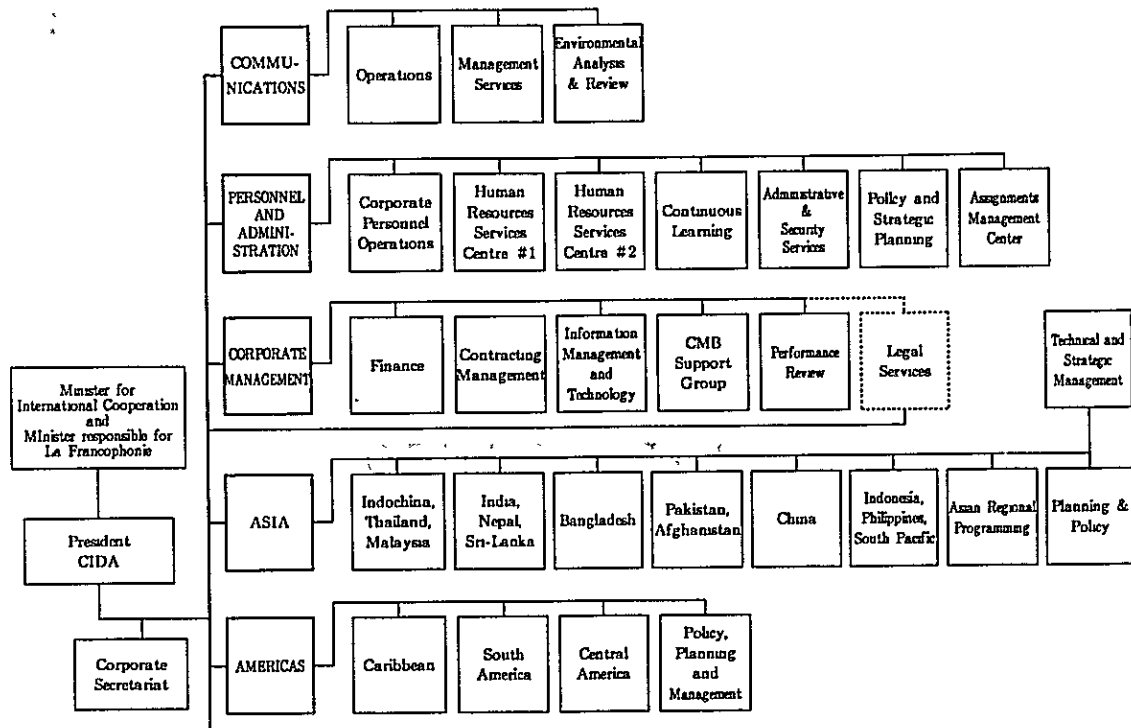 COMMU-
NICATIONS
Operations
Management
Services
Environmental
Analysis
& Review
PERSONNEL
AND
ADMINI-
STRATION
Corporate
Personnel
Operations
Human
Resources
Services
Centre #1
Human
Resources
Services
Centre #2
Continuous
Learning
Administrative
&
Security
Services
Policy and
Strategic
Planning
Assignments
Management
Center
CORPORATE
MANAGEMENT
Finance
Contracting
Management
Information
Management
and
Technology
CMB
Support
Group
Performance
Review
Legal
Services
Technical and
Strategic
Management
Minister for
International Cooperation
and
Minister responsible for
La Francophonie
President
CIDA
Corporate
Secretariat
ASIA
Indochina,
Thailand,
Malaysia
India,
Nepal,
Sri-Lanka
Bangladesh
Pakistan,
Afghanistan
China
Indonesia,
Philippines,
South Pacific
Asian Regional
Programming
Planning &
Policy
AMERICAS
Caribbean
South
America
Central
America
Policy,
Planning
and
Management